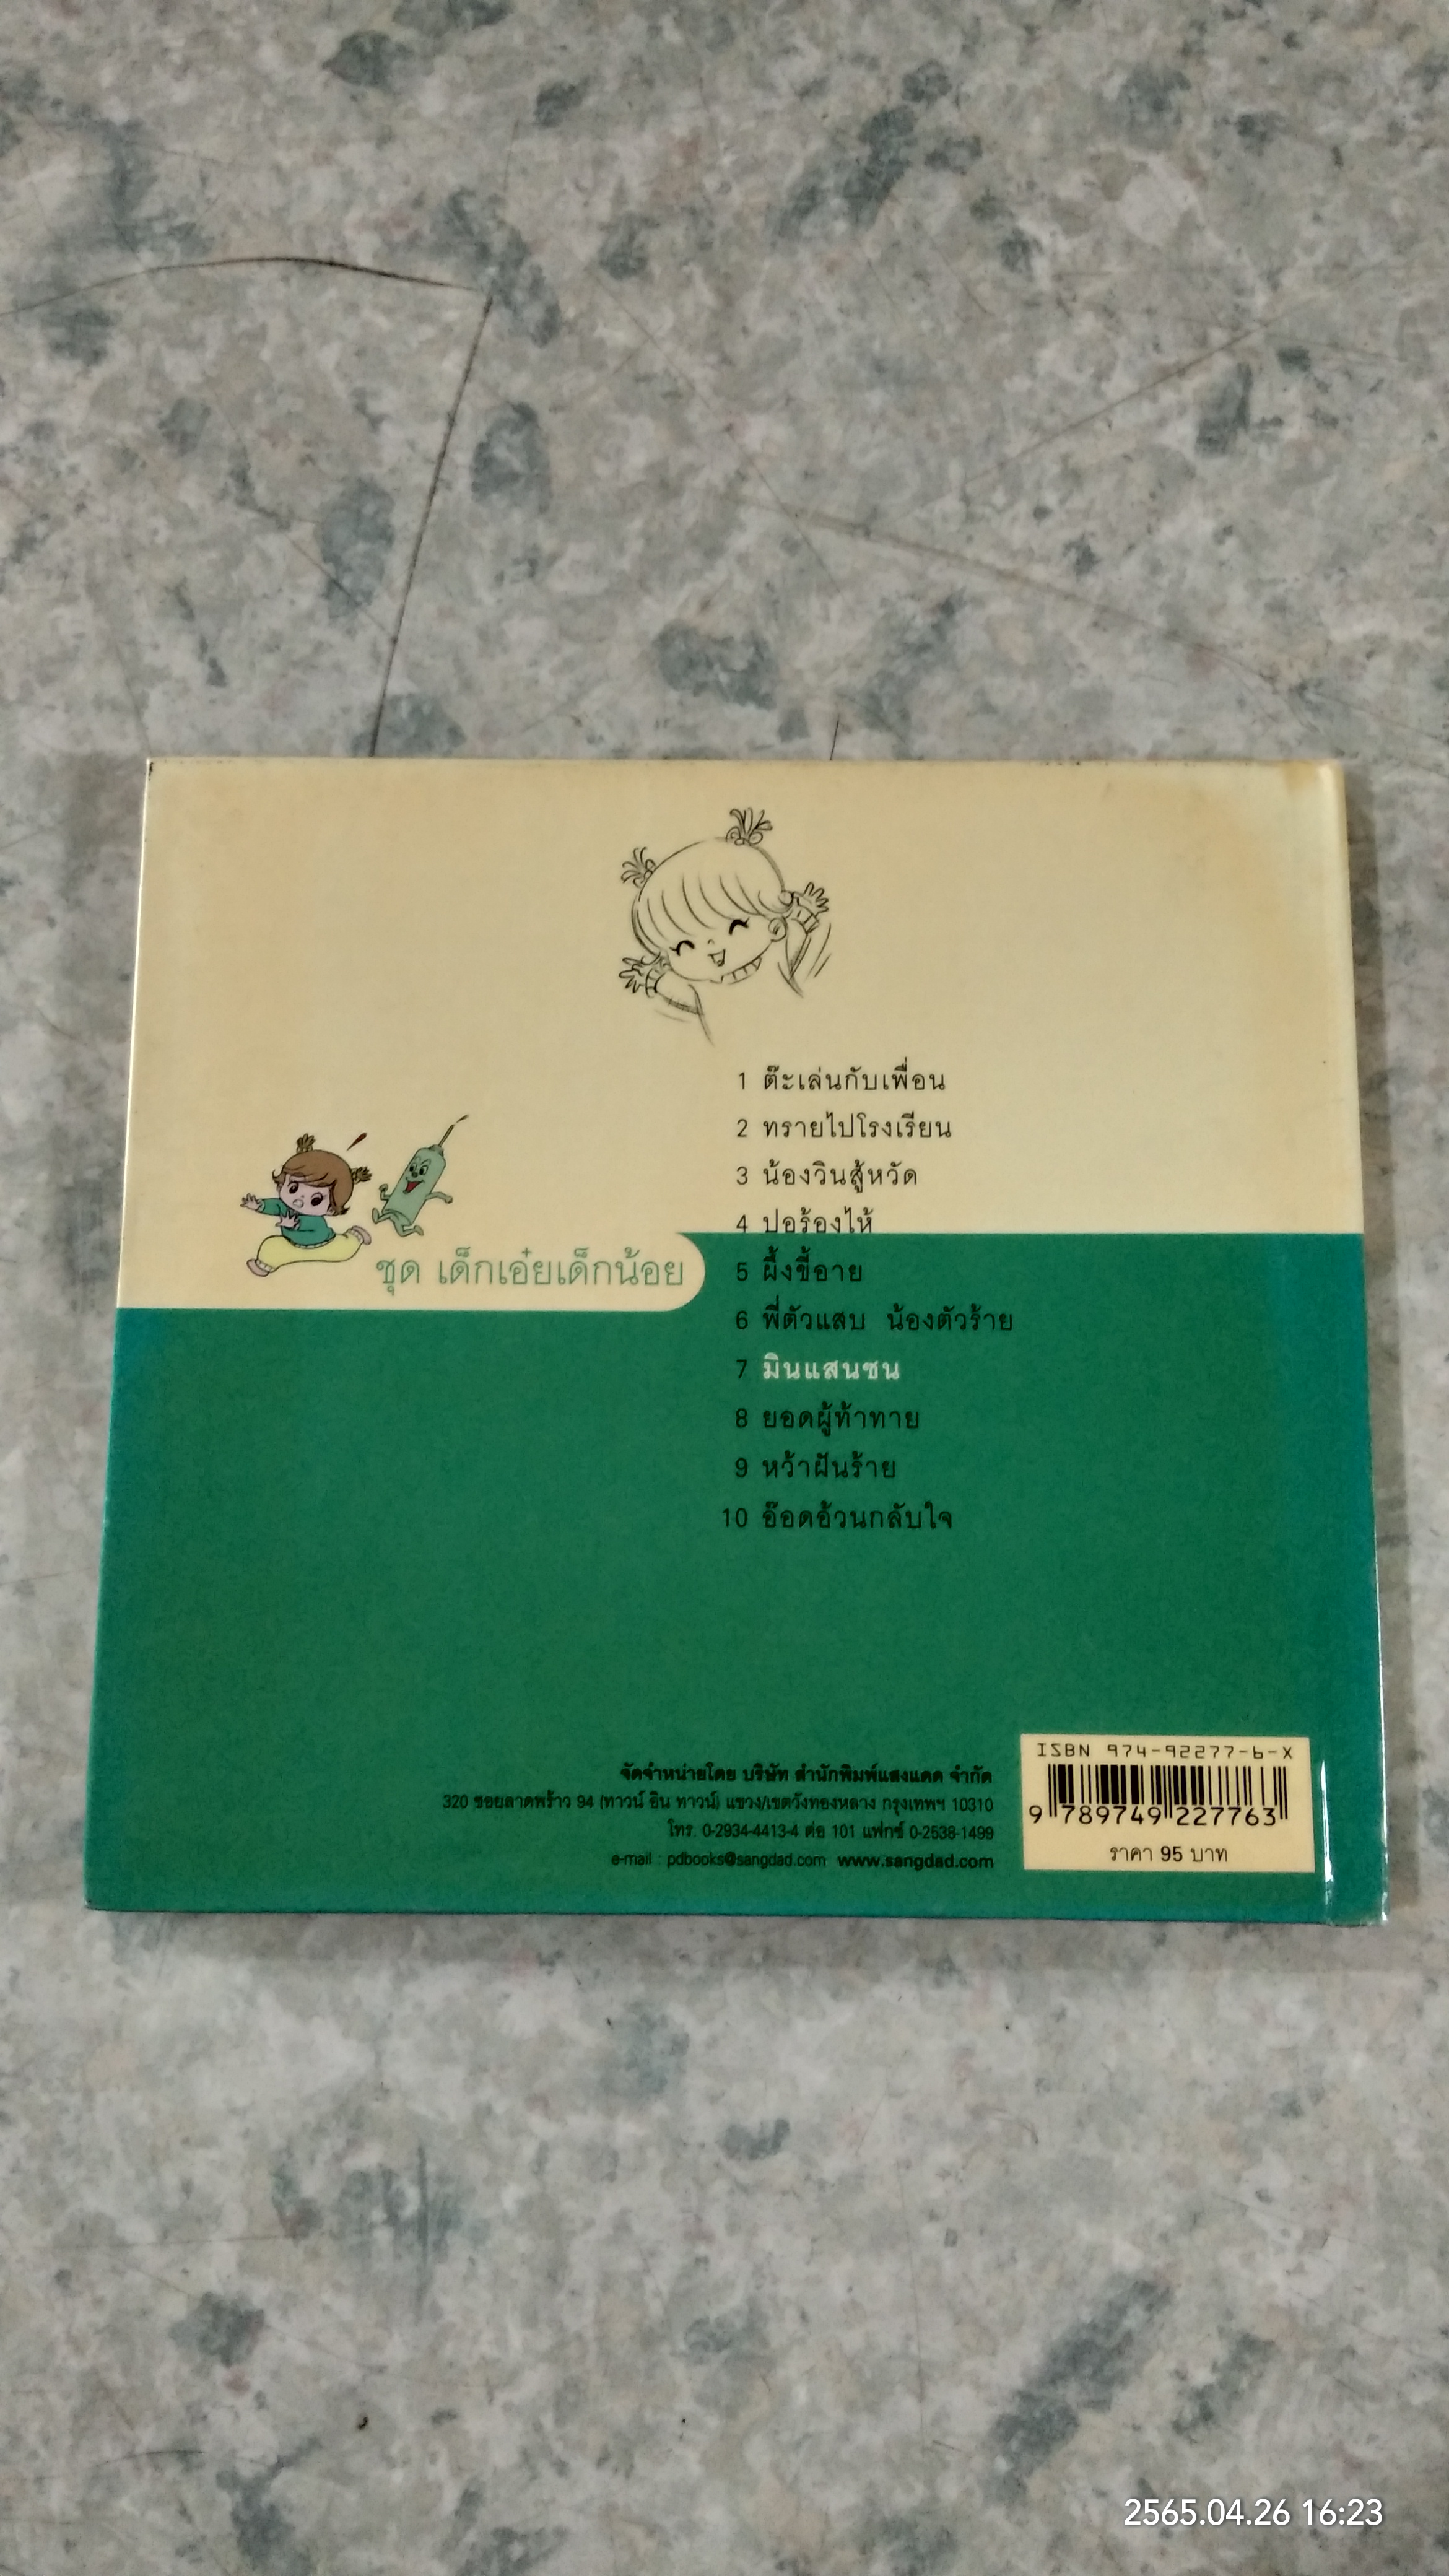 1 ต๊ะเล่นกับเพื่อน
2 ทรายไปโรงเรียน
3 น้องวินสู้หวัด
4 ปอร้องไห้
ชุด เด็กเอ๋ยเด็กน้อย
5 ผึ้งขี้อาย
6 พี่ตัวแสบ น้องตัวร้าย
7 มินแสนซน
8 ยอดผู้ท้าทาย
9 หว้าฝันร้าย
10 อ๊อดอ้วนกลับใจ
จัดจำหน่ายโดย บริษัท สำนักพิมพ์แสงแดด จำกัด
320 ซอยลาดพร้าว 94 (ทาวน์ อิน ทาวน์) แขวง/เขตวังทองหลาง กรุงเทพฯ 10310
โทร. 0-2934-4413-4 ต่อ 101 แฟกซ์ 0-2538-1499
e-mail : pdbooks@sangdad.com www.sangdad.com
ISBN 974-92277-6-X
9 789749 227763
ราคา 95 บาท
2565.04.26 16:23